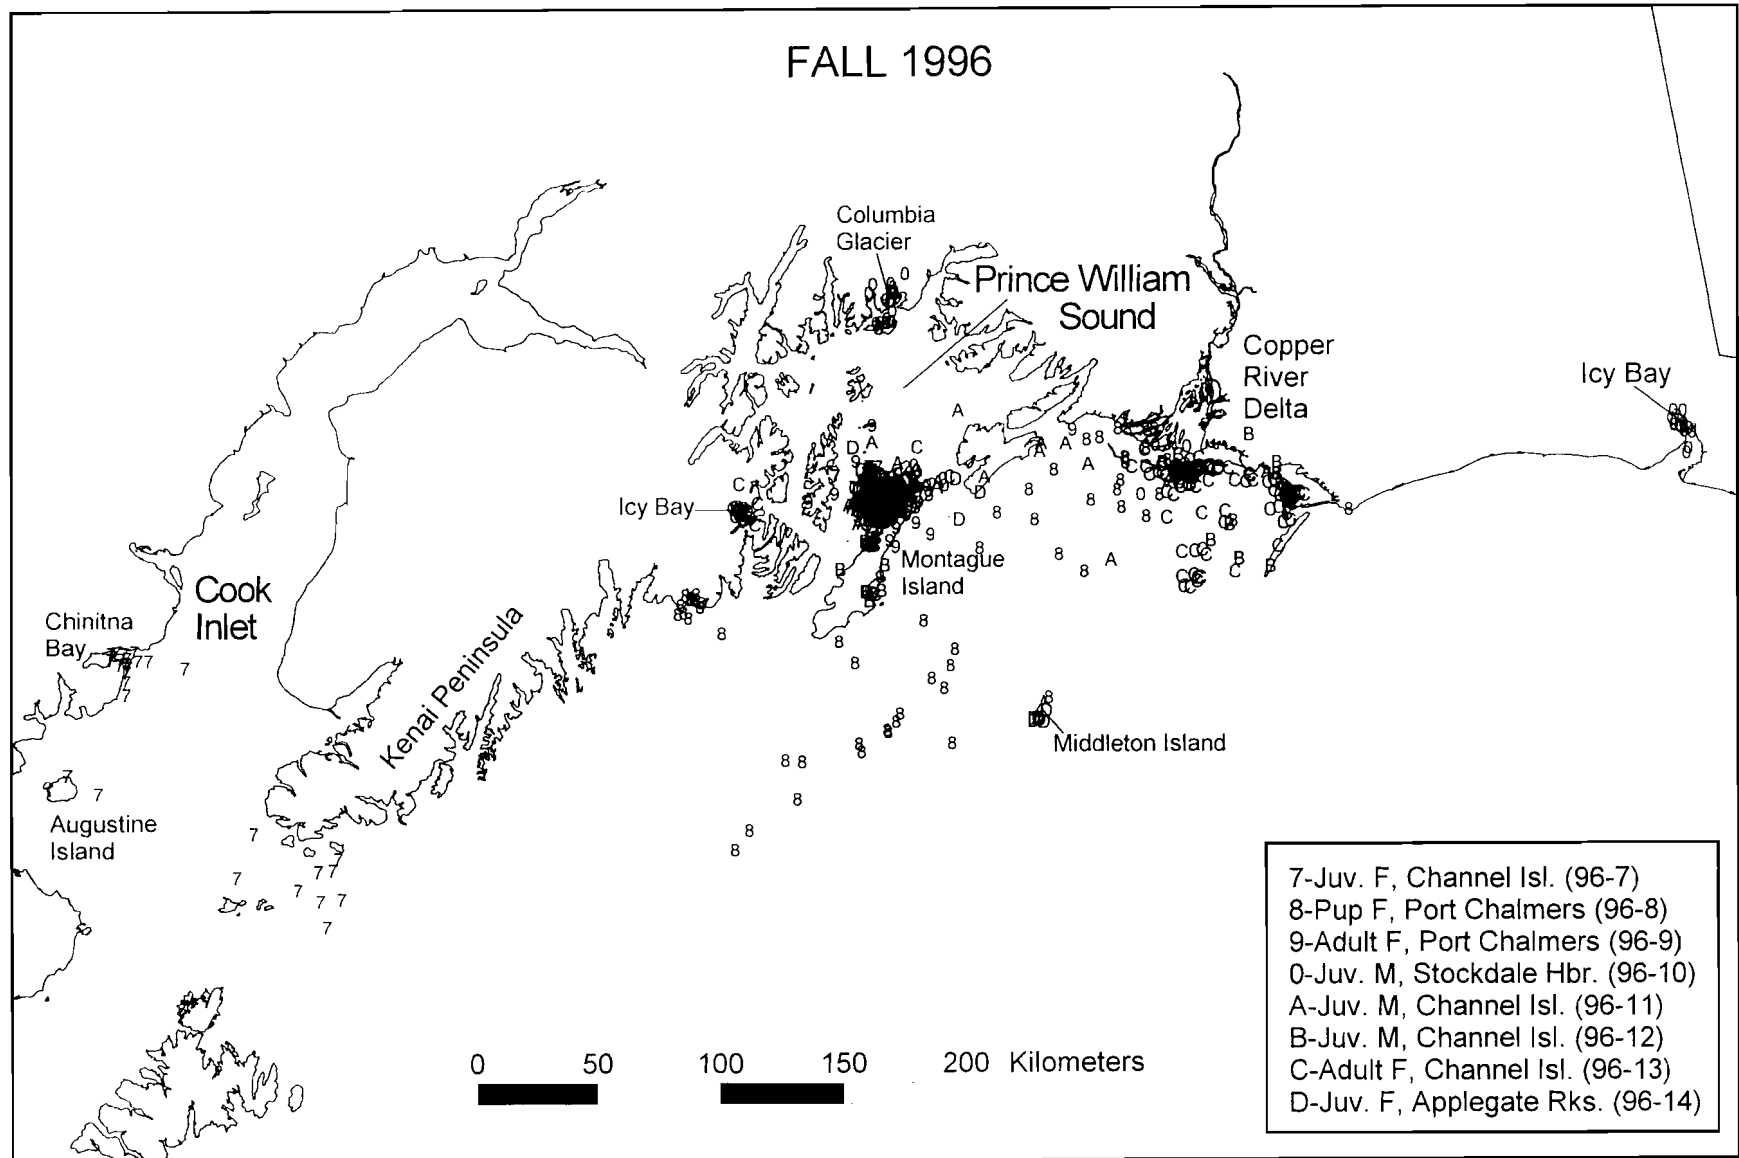 FALL 1996
Columbia
Glacier
Prince William
Sound
Copper
River
Delta
Icy Bay
Icy Bay
Montague
Island
Cook
Inlet
Chinitna
Bay
Kenai Peninsula
Middleton Island
Augustine
Island
7-Juv. F, Channel Isl. (96-7)
8-Pup F, Port Chalmers (96-8)
9-Adult F, Port Chalmers (96-9)
0-Juv. M, Stockdale Hbr. (96-10)
A-Juv. M, Channel Isl. (96-11)
B-Juv. M, Channel Isl. (96-12)
C-Adult F, Channel Isl. (96-13)
D-Juv. F, Applegate Rks. (96-14)
0 50 100 150 200 Kilometers